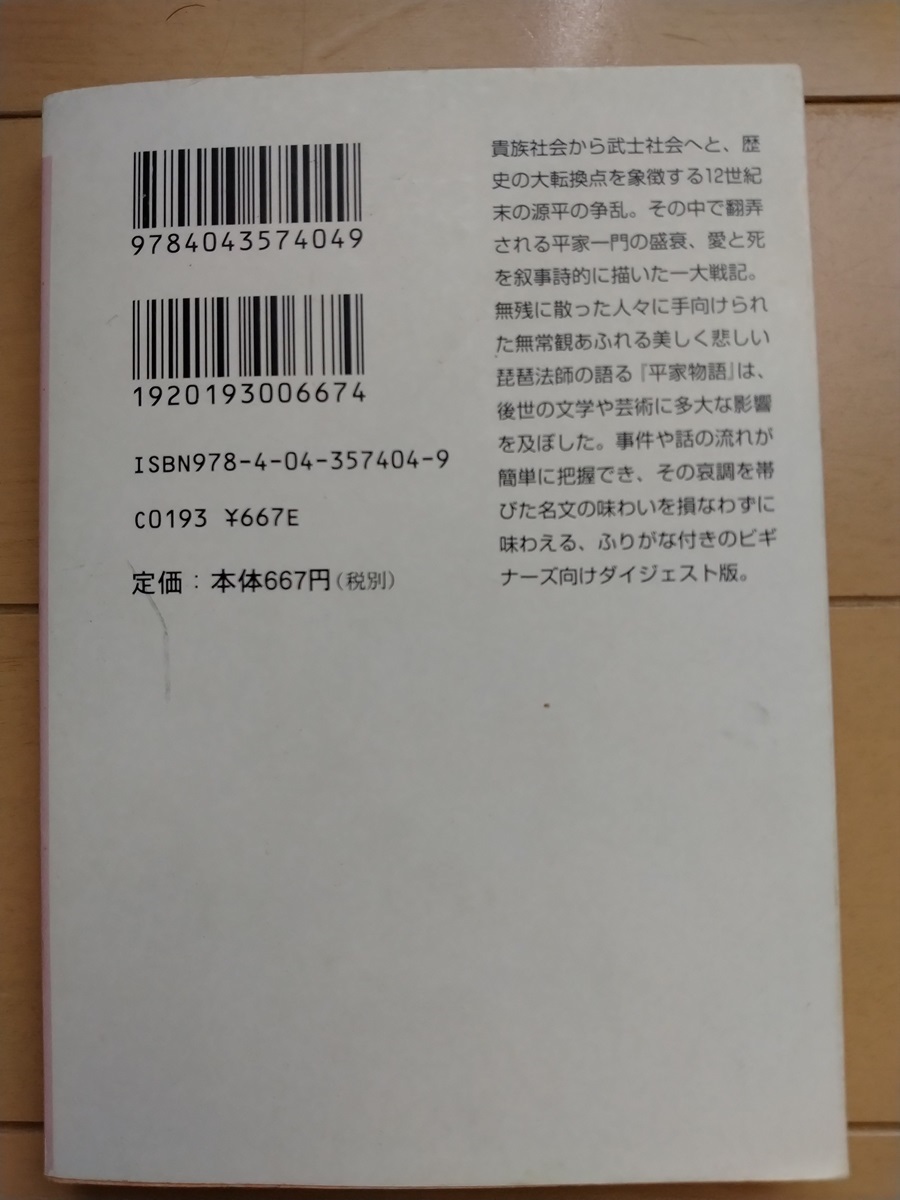 9784043574049
1920193006674
ISBN978-4-04-357404-9
C0193 ¥667E
定価：本体667円（税別）
貴族社会から武士社会へと、歴
史の大転換点を象徴する12世紀
末の源平の争乱。その中で翻弄
される平家一門の盛衰、愛と死
を叙事詩的に描いた一大戦記。
無残に散った人々に手向けられ
た無常観あふれる美しく悲しい
琵琶法師の語る『平家物語』は、
後世の文学や芸術に多大な影響
を及ぼした。事件や話の流れが
簡単に把握でき、その哀調を帯
びた名文の味わいを損なわずに
味わえる、ふりがな付きのビギ
ナーズ向けダイジェスト版。